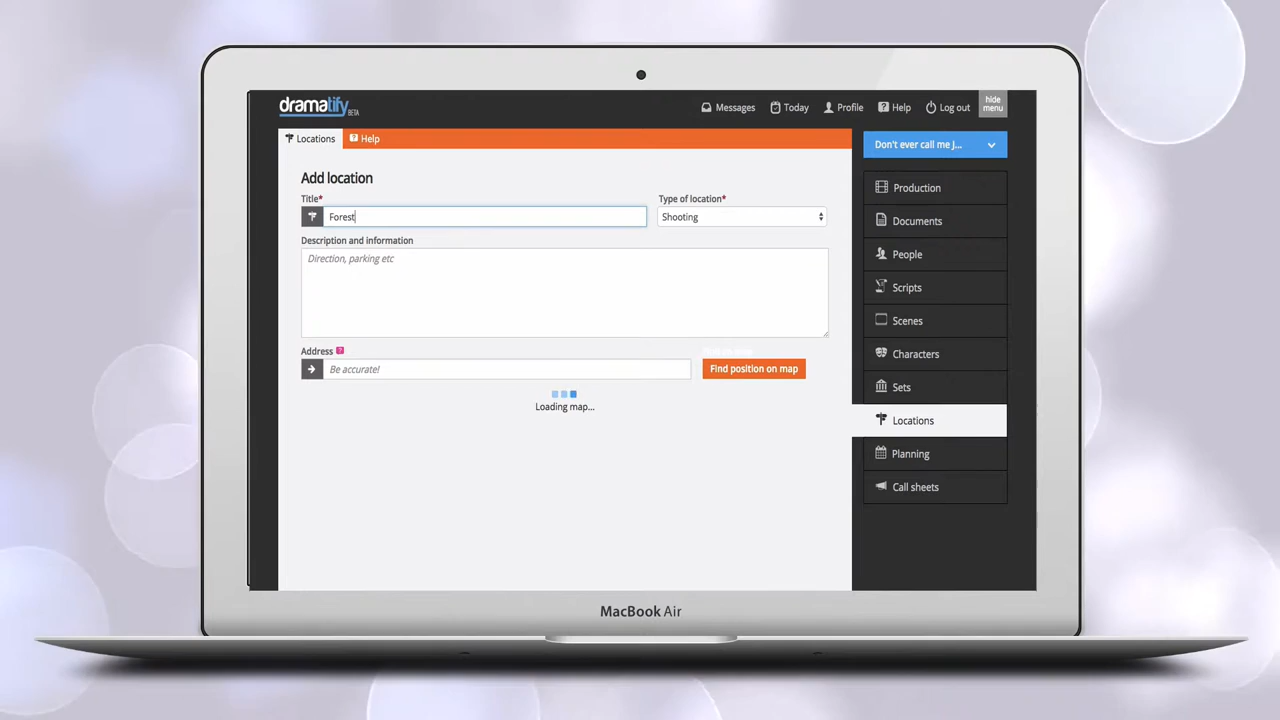 dramatify BETA
Messages
Today
Profile
Help
Log out
hide menu
Locations
Help
Don't ever call me J...
Add location
Title*
Type of location*
Forest
Shooting
Description and information
Direction, parking etc
Address ?
Be accurate!
Find position on map
Loading map...
Production
Documents
People
Scripts
Scenes
Characters
Sets
Locations
Planning
Call sheets
MacBook Air